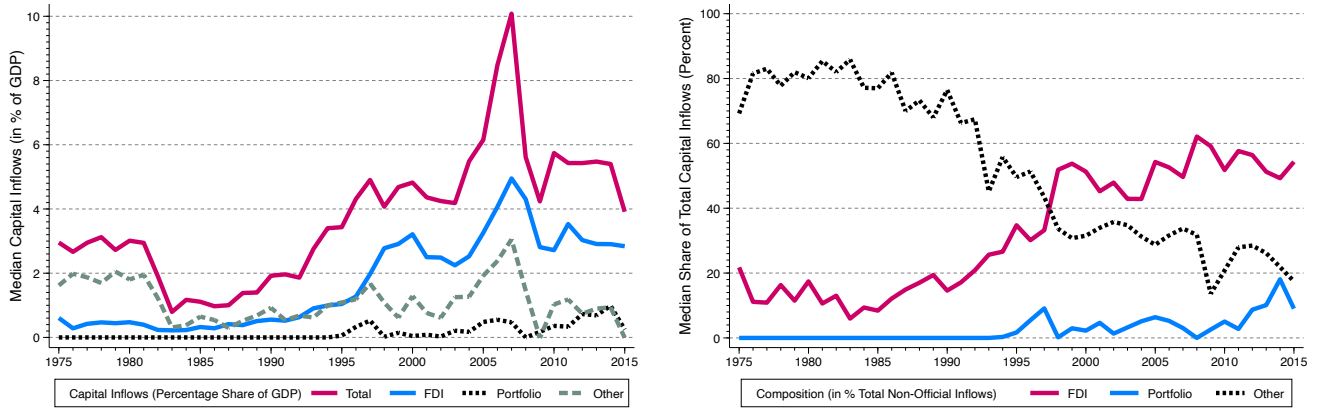 Median Capital Inflows (in % of GDP)
10
8
6
4
2
0
1975 1980 1985 1990 1995 2000 2005 2010 2015
Capital Inflows (Percentage Share of GDP) Total FDI Portfolio Other
Median Share of Total Capital Inflows (Percent)
100
80
60
40
20
0
1975 1980 1985 1990 1995 2000 2005 2010 2015
Composition (in % Total Non-Official Inflows) FDI Portfolio Other